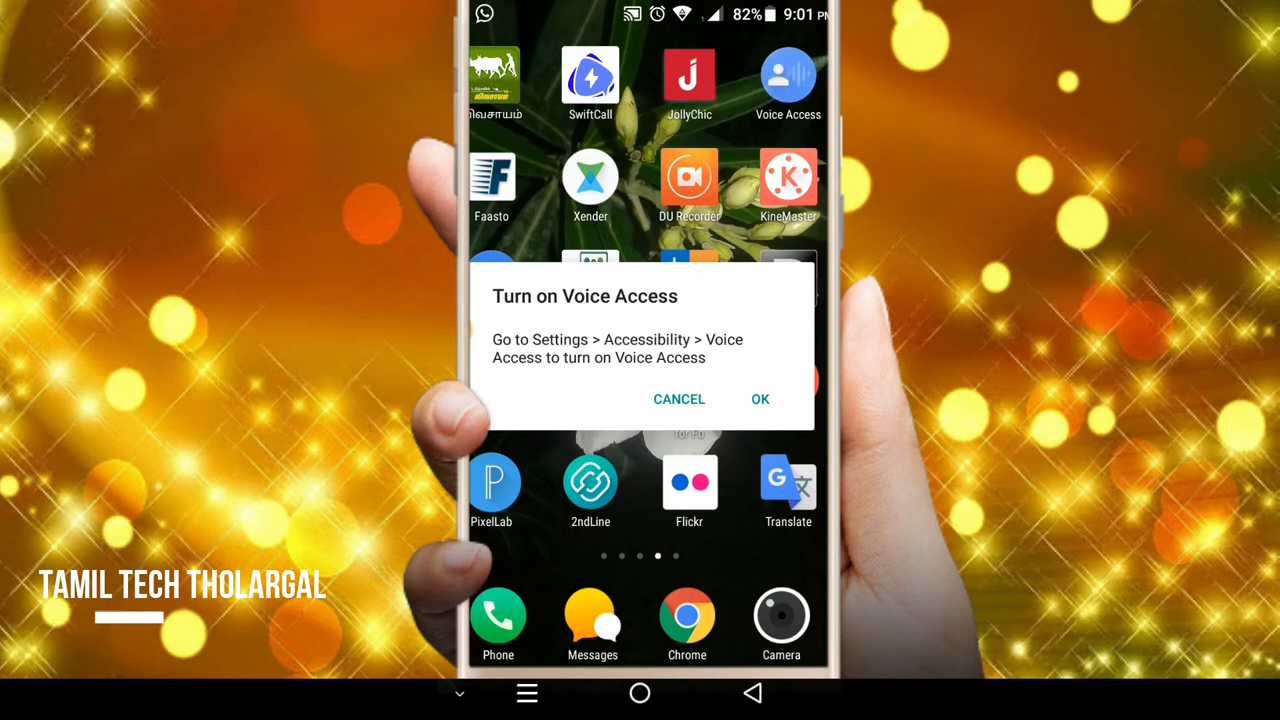 82% 9:01 PM
SwiftCall
JollyChic
Voice Access
Faasto
Xender
DU Recorder
KineMaster
Turn on Voice Access
Go to Settings > Accessibility > Voice
Access to turn on Voice Access
CANCEL
OK
for Fb
PixelLab
2ndLine
Flickr
Translate
TAMIL TECH THOLARGAL
Phone
Messages
Chrome
Camera